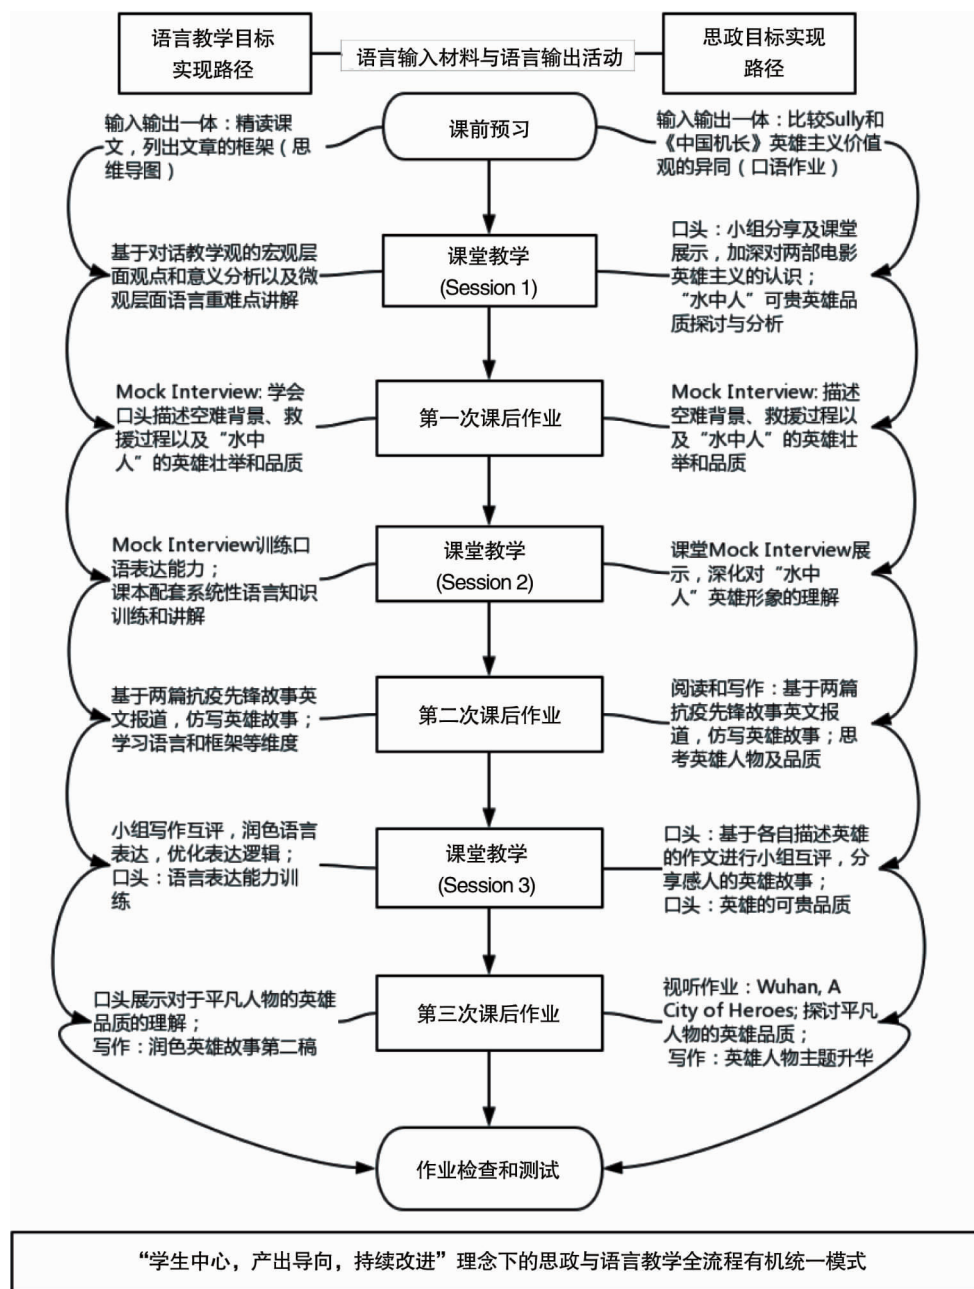 语言教学目标
实现路径
语言输入材料与语言输出活动
思政目标实现
路径
输入输出一体：精读课
文，列出文章的框架（思
维导图）
课前预习
输入输出一体：比较Sully和
《中国机长》英雄主义价值
观的异同（口语作业）
基于对话教学观的宏观层
面观点和意义分析以及微
观层面语言重难点讲解
课堂教学
(Session 1)
口头：小组分享及课堂
展示，加深对两部电影
英雄主义的认识；
“水中人”可贵英雄品
质探讨与分析
Mock Interview: 学会
口头描述空难背景、救
援过程以及“水中
人”的英雄壮举和品质
第一次课后作业
Mock Interview: 描述
空难背景、救援过程以
及“水中人”的英雄壮
举和品质
Mock Interview训练口
语表达能力；
课本配套系统性语言知识
训练和讲解
课堂教学
(Session 2)
课堂Mock Interview展
示，深化对“水中
人”英雄形象的理解
基于两篇抗疫先锋故事英
文报道，仿写英雄故事；
学习语言和框架等维度
第二次课后作业
阅读和写作：基于两篇
抗疫先锋故事英文报
道，仿写英雄故事；思
考英雄人物及品质
小组写作互评，润色语言
表达，优化表达逻辑；
口头：语言表达能力训
练
课堂教学
(Session 3)
口头：基于各自描述英雄
的作文进行小组互评，分
享感人的英雄故事；
口头：英雄的可贵品质
口头展示对于平凡人物的英雄
品质的理解；
写作：润色英雄故事第二稿
第三次课后作业
视听作业：Wuhan, A
City of Heroes; 探讨平凡
人物的英雄品质；
写作：英雄人物主题升华
作业检查和测试
“学生中心，产出导向，持续改进”理念下的思政与语言教学全流程有机统一模式